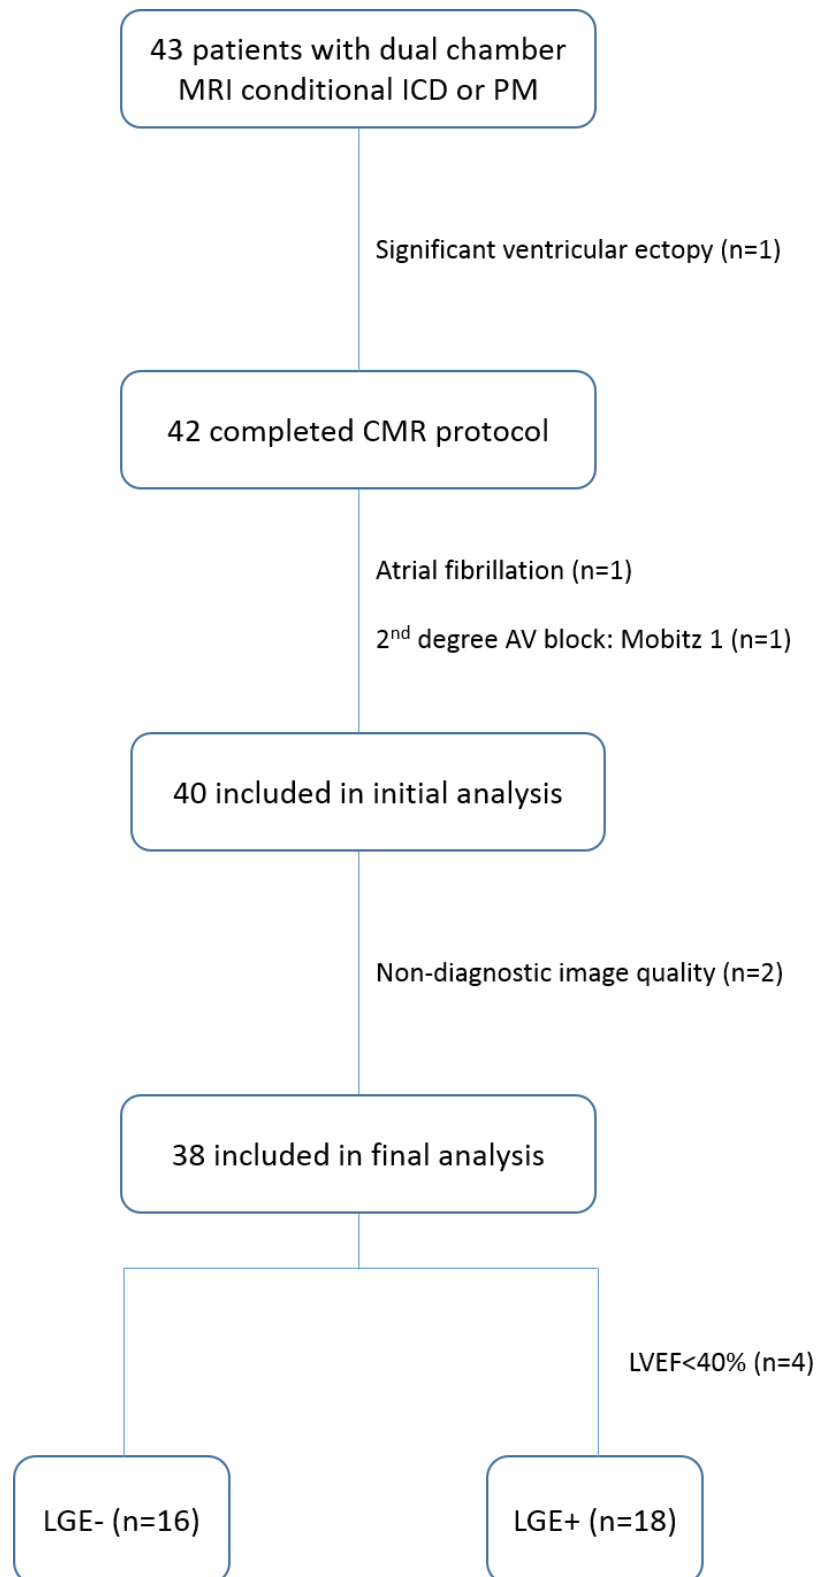 43 patients with dual chamber
MRI conditional ICD or PM
Significant ventricular ectopy (n=1)
42 completed CMR protocol
Atrial fibrillation (n=1)
2nd degree AV block: Mobitz 1 (n=1)
40 included in initial analysis
Non-diagnostic image quality (n=2)
38 included in final analysis
LVEF<40% (n=4)
LGE- (n=16)
LGE+ (n=18)